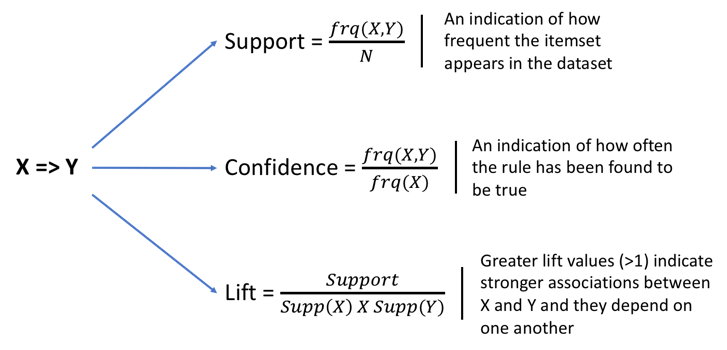 X => Y
Support = frq(X,Y) / N
An indication of how
frequent the itemset
appears in the dataset
Confidence = frq(X,Y) / frq(X)
An indication of how often
the rule has been found to
be true
Lift = Support / Supp(X) X Supp(Y)
Greater lift values (>1) indicate
stronger associations between
X and Y and they depend on
one another